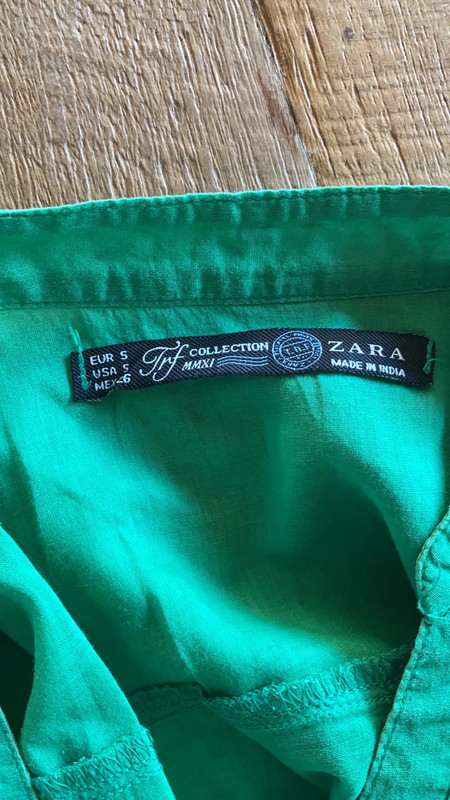 EUR S
USA S
MEX 26
Trf COLLECTION
MMXI
T.R.F
ZARA
MADE IN INDIA